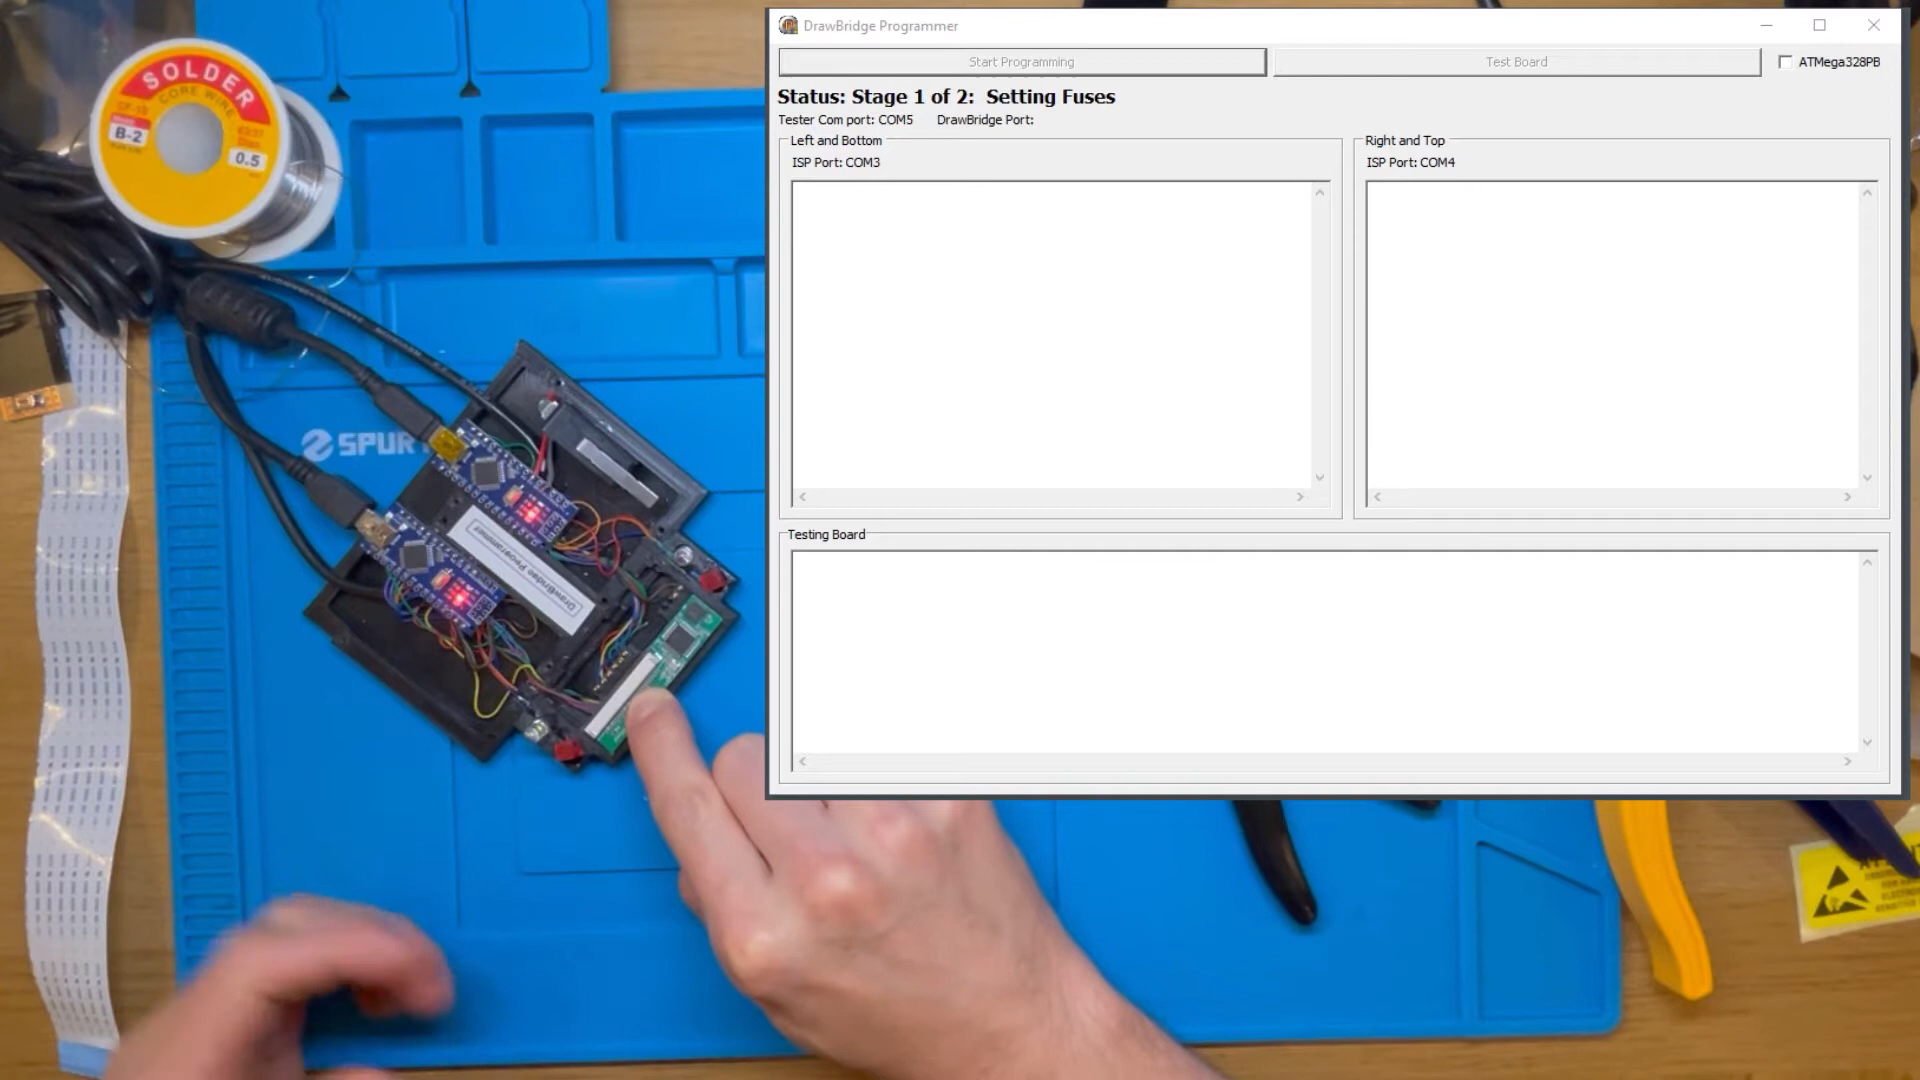 DrawBridge Programmer
Start Programming
Test Board
ATMega328PB
Status: Stage 1 of 2: Setting Fuses
Tester Com port: COM5 DrawBridge Port:
Left and Bottom
ISP Port: COM3
Right and Top
ISP Port: COM4
Testing Board
SOLDER
CORE WIRE
B-2
0.5
SPUR
DrawBridge Programmer